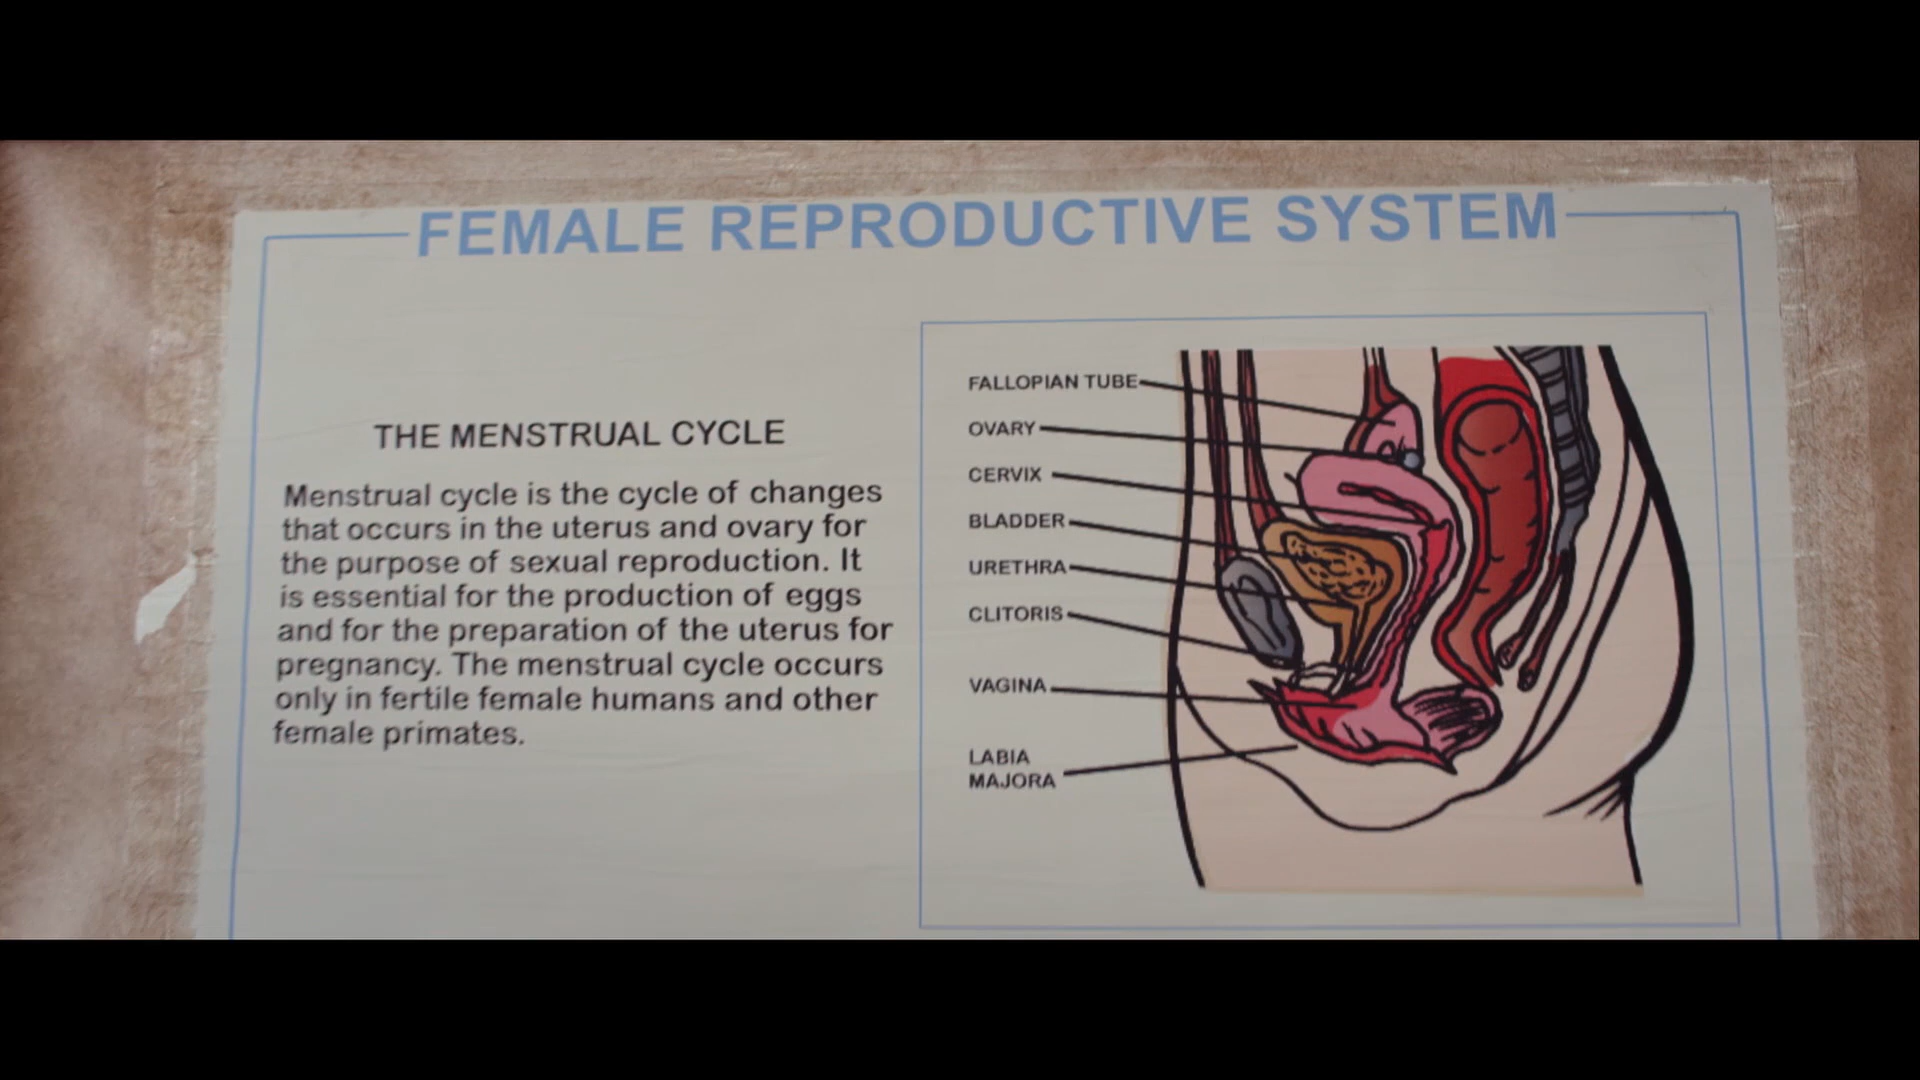 FEMALE REPRODUCTIVE SYSTEM
THE MENSTRUAL CYCLE
Menstrual cycle is the cycle of changes
that occurs in the uterus and ovary for
the purpose of sexual reproduction. It
is essential for the production of eggs
and for the preparation of the uterus for
pregnancy. The menstrual cycle occurs
only in fertile female humans and other
female primates.
FALLOPIAN TUBE
OVARY
CERVIX
BLADDER
URETHRA
CLITORIS
VAGINA
LABIA
MAJORA